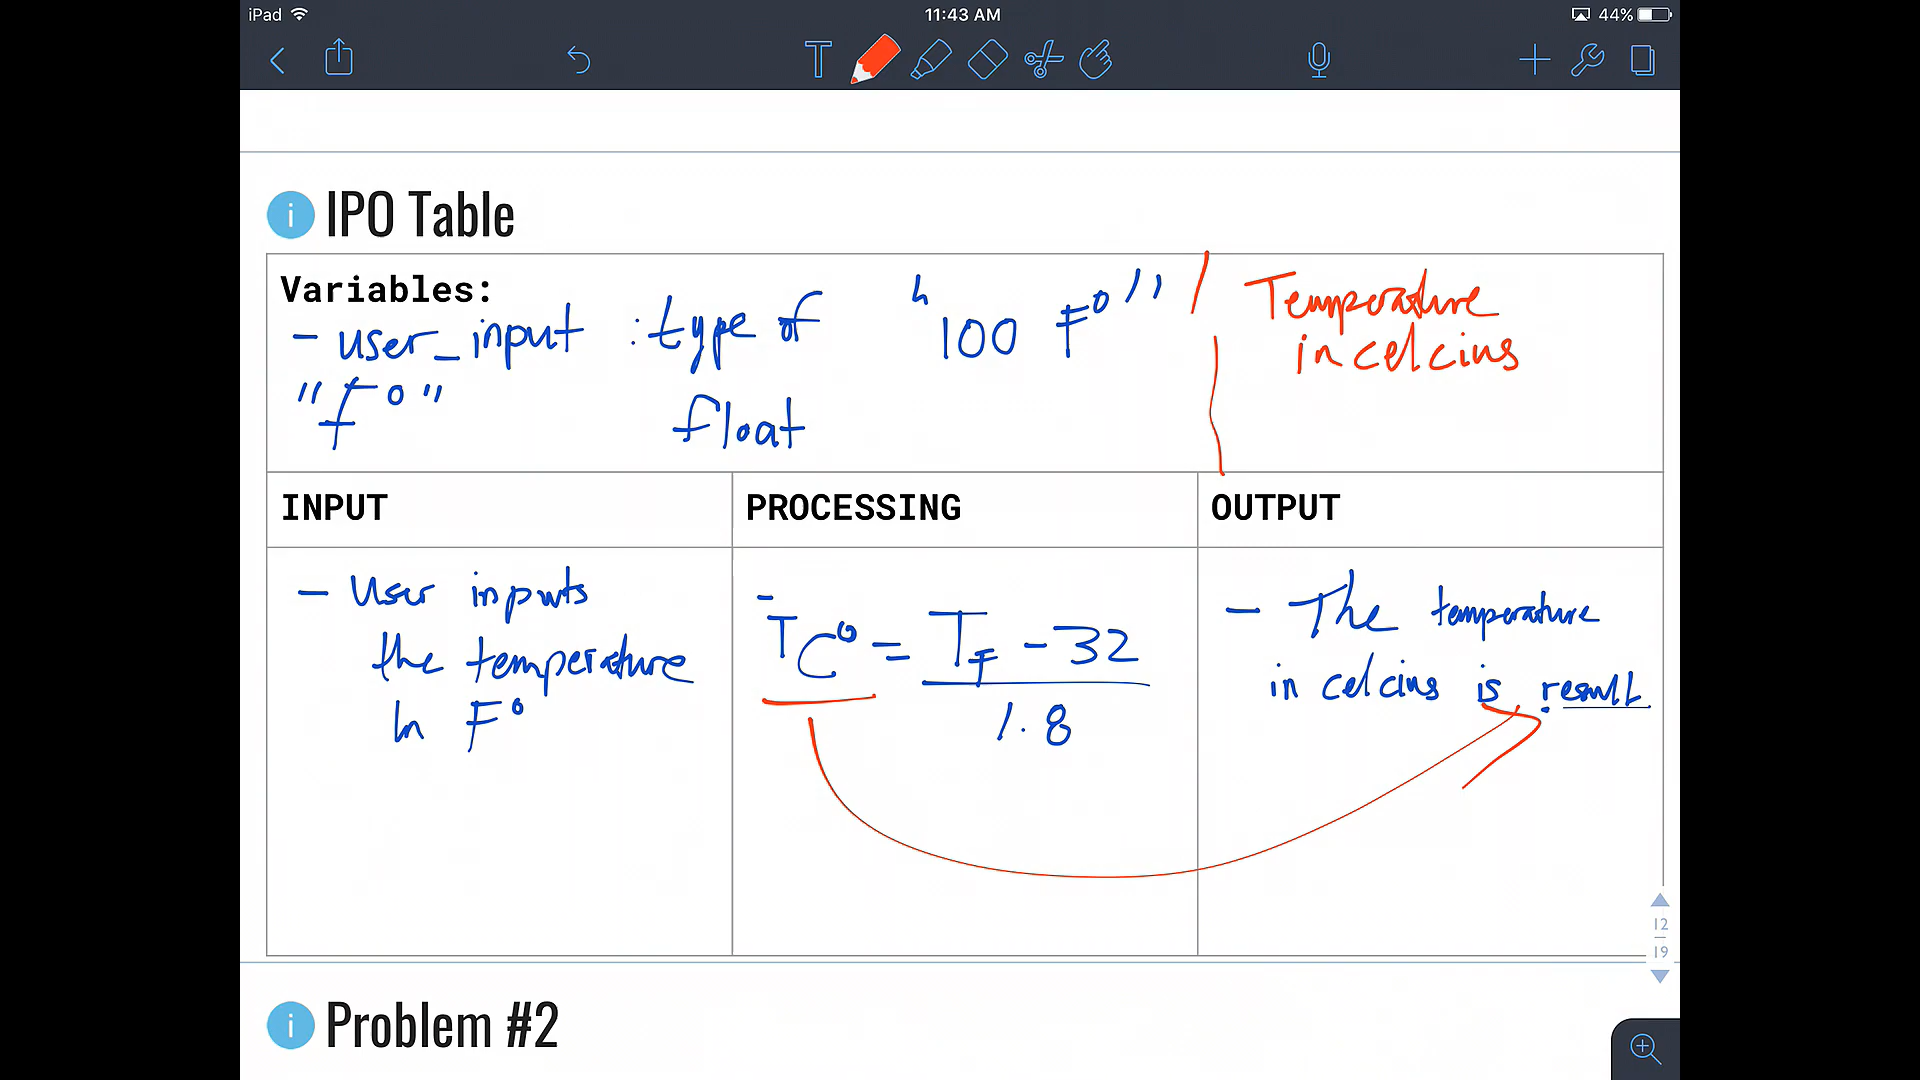 iPad 11:43 AM 44%
T
i IPO Table
Variables:
- user_input : type of "100 F°" Temperature
in celcius
"F°" float
INPUT PROCESSING OUTPUT
- User inputs
the temperature
in F°
- TC° = TF - 32
1.8
- The temperature
in celcius is result
12
19
i Problem #2